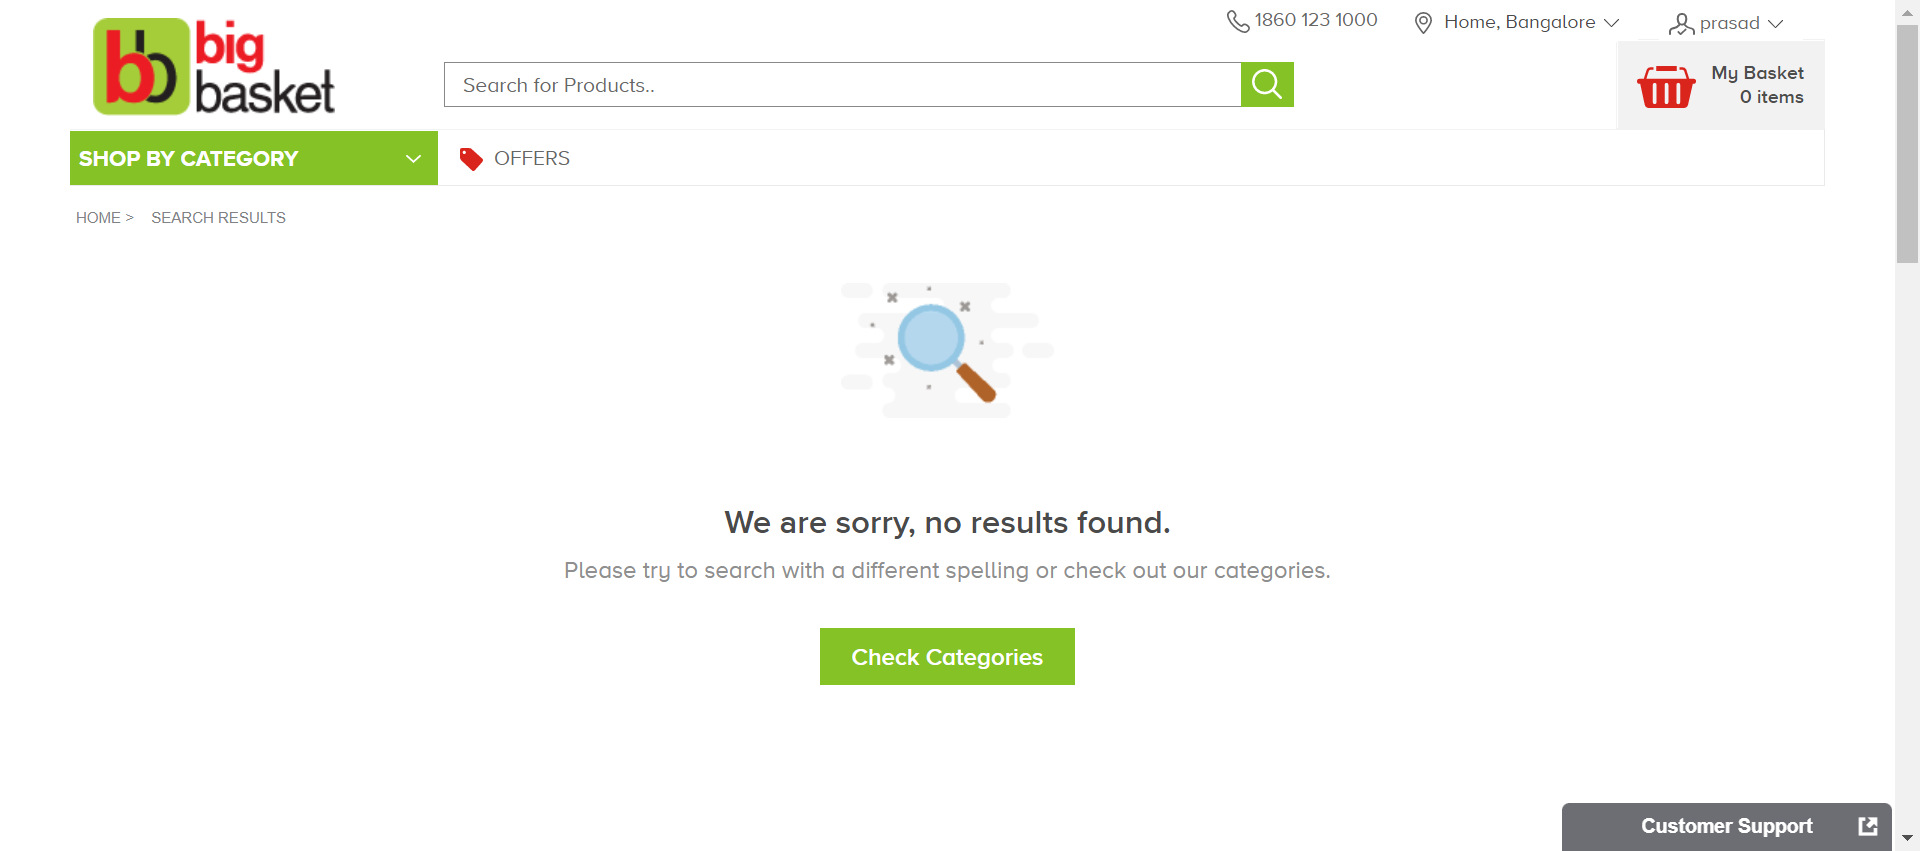 1860 123 1000
Home, Bangalore
prasad
bb
big
basket
Search for Products..
My Basket
0 items
SHOP BY CATEGORY
OFFERS
HOME > SEARCH RESULTS
We are sorry, no results found.
Please try to search with a different spelling or check out our categories.
Check Categories
Customer Support